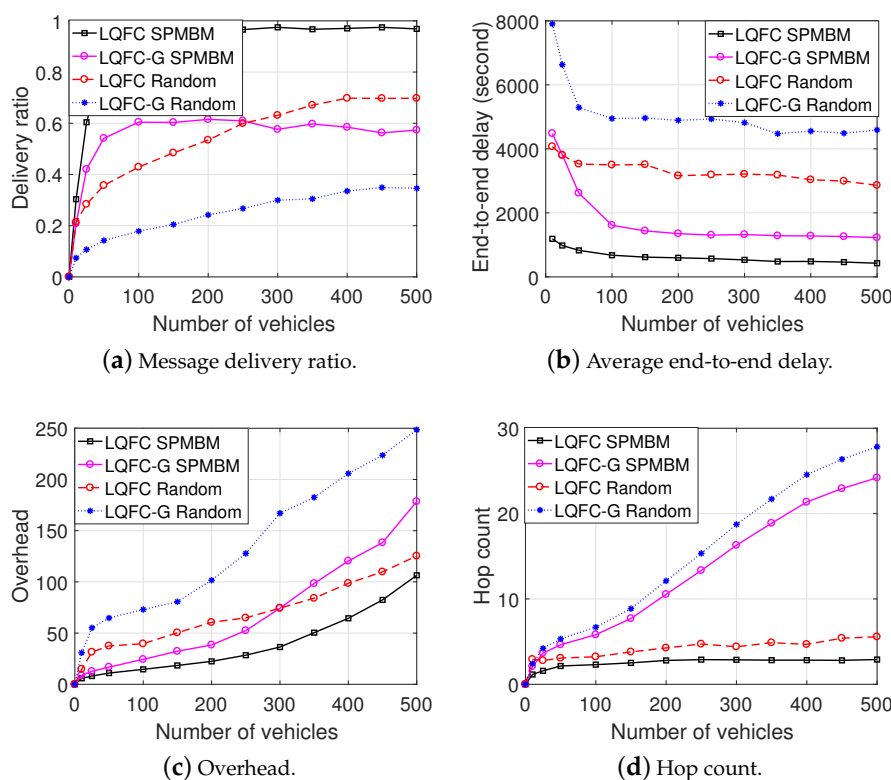 LQFC SPMBM
LQFC-G SPMBM
LQFC Random
LQFC-G Random
1
0.8
0.6
0.4
0.2
0
Delivery ratio
0 100 200 300 400 500
Number of vehicles
(a) Message delivery ratio.
LQFC SPMBM
LQFC-G SPMBM
LQFC Random
LQFC-G Random
8000
6000
4000
2000
0
End-to-end delay (second)
0 100 200 300 400 500
Number of vehicles
(b) Average end-to-end delay.
LQFC SPMBM
LQFC-G SPMBM
LQFC Random
LQFC-G Random
250
200
150
100
50
0
Overhead
0 100 200 300 400 500
Number of vehicles
(c) Overhead.
LQFC SPMBM
LQFC-G SPMBM
LQFC Random
LQFC-G Random
30
20
10
0
Hop count
0 100 200 300 400 500
Number of vehicles
(d) Hop count.